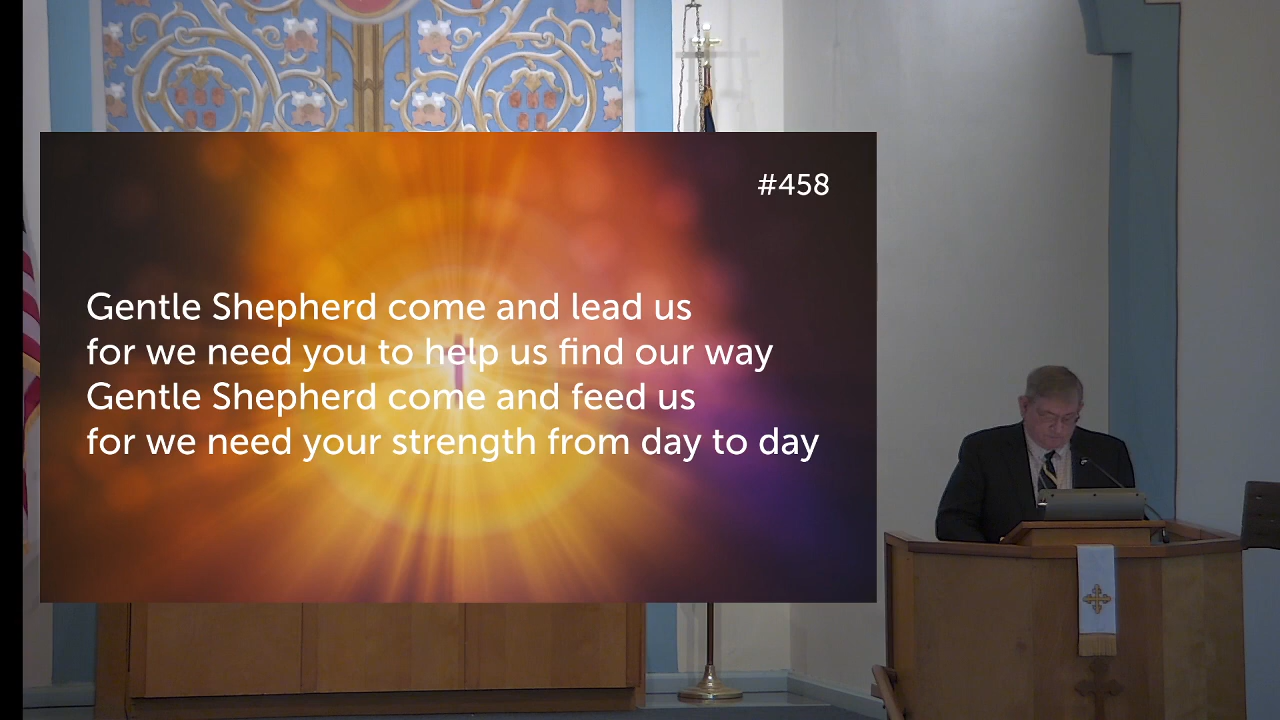 #458
Gentle Shepherd come and lead us
for we need you to help us find our way
Gentle Shepherd come and feed us
for we need your strength from day to day